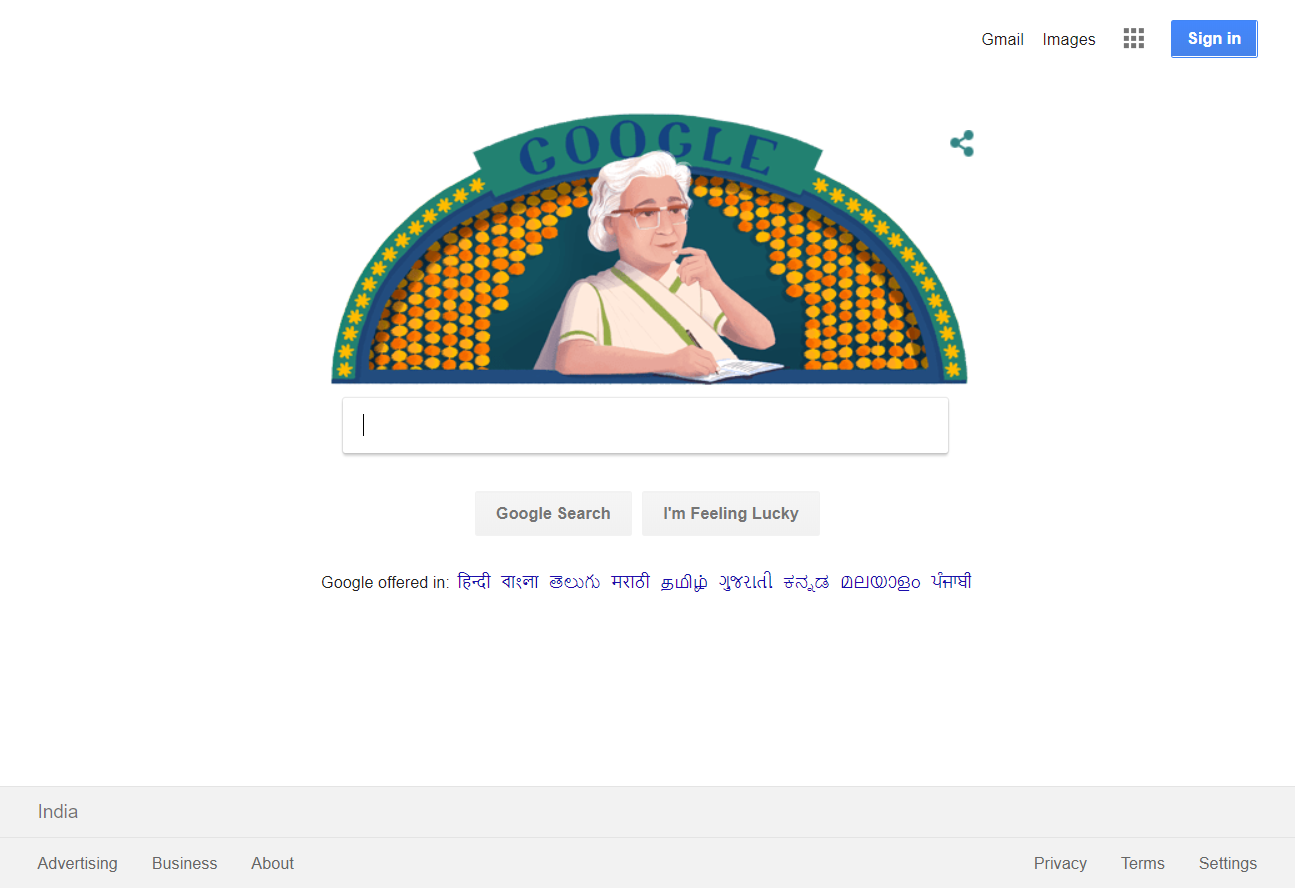 Gmail Images Sign in
GOOGLE
Google Search I'm Feeling Lucky
Google offered in: हिन्दी বাংলা తెలుగు मराठी தமிழ் ગુજરાતી ಕನ್ನಡ മലയാളം ਪੰਜਾਬੀ
India
Advertising Business About Privacy Terms Settings